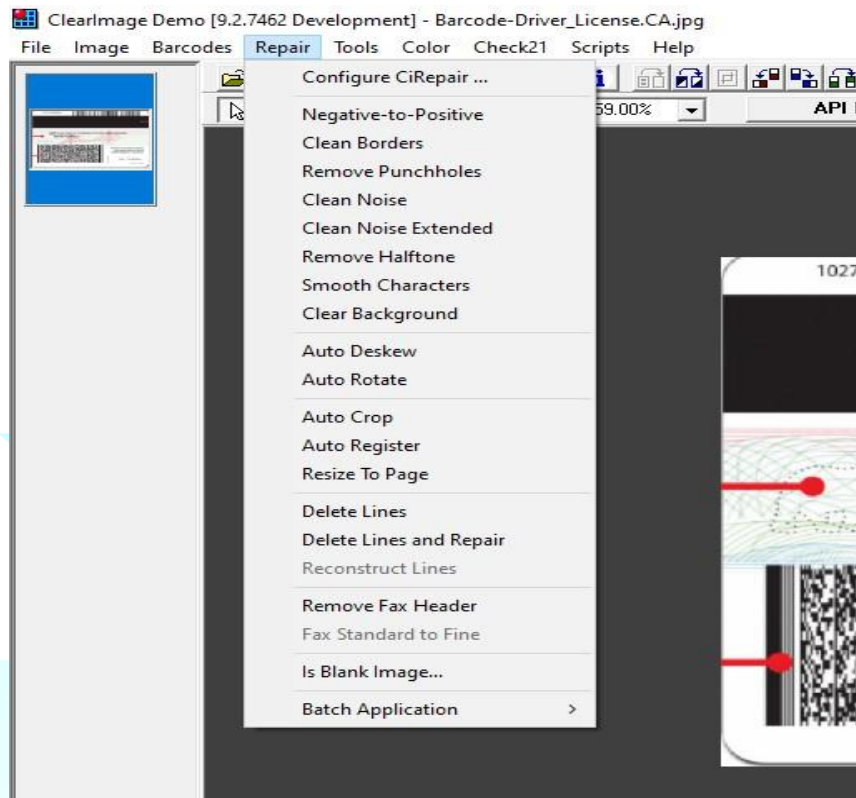 ClearImage Demo [9.2.7462 Development] - Barcode-Driver_License.CA.jpg
File Image Barcodes Repair Tools Color Check21 Scripts Help
Configure CiRepair ...
59.00%
API
Negative-to-Positive
Clean Borders
Remove Punchholes
Clean Noise
Clean Noise Extended
Remove Halftone
Smooth Characters
Clear Background
Auto Deskew
Auto Rotate
Auto Crop
Auto Register
Resize To Page
Delete Lines
Delete Lines and Repair
Reconstruct Lines
Remove Fax Header
Fax Standard to Fine
Is Blank Image...
Batch Application >
1027